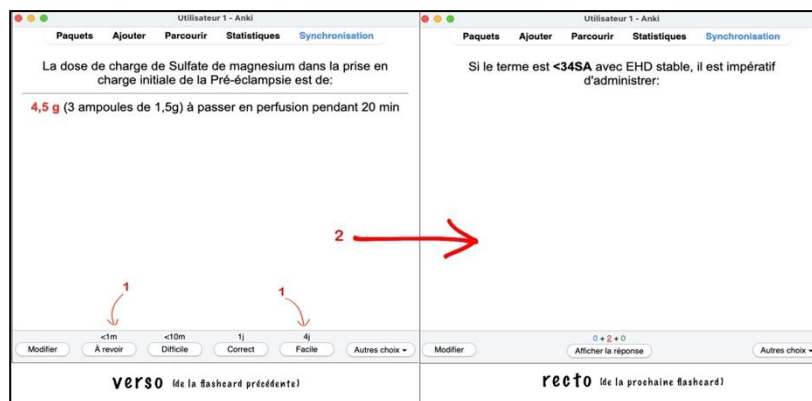 Utilisateur 1 - Anki
Paquets Ajouter Parcourir Statistiques Synchronisation
La dose de charge de Sulfate de magnesium dans la prise en
charge initiale de la Pré-éclampsie est de:
4,5 g (3 ampoules de 1,5g) à passer en perfusion pendant 20 min
1
1
<1m <10m 1j 4j
Modifier À revoir Difficile Correct Facile Autres choix
verso (de la flashcard précédente)
2
Utilisateur 1 - Anki
Paquets Ajouter Parcourir Statistiques Synchronisation
Si le terme est <34SA avec EHD stable, il est impératif
d'administrer:
0 + 2 + 0
Modifier Afficher la réponse Autres choix
recto (de la prochaine flashcard)